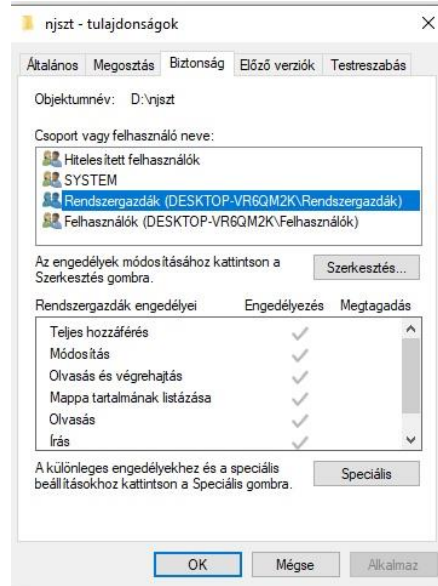 njszt - tulajdonságok
Általános Megosztás Biztonság Előző verziók Testreszabás
Objektumnév: D:\njszt
Csoport vagy felhasználó neve:
Hitelesített felhasználók
SYSTEM
Rendszergazdák (DESKTOP-VR6QM2K\Rendszergazdák)
Felhasználók (DESKTOP-VR6QM2K\Felhasználók)
Az engedélyek módosításához kattintson a
Szerkesztés gombra.
Szerkesztés...
Rendszergazdák engedélyei Engedélyezés Megtagadás
Teljes hozzáférés
Módosítás
Olvasás és végrehajtás
Mappa tartalmának listázása
Olvasás
Írás
A különleges engedélyekhez és a speciális
beállításokhoz kattintson a Speciális gombra.
Speciális
OK Mégse Alkalmaz